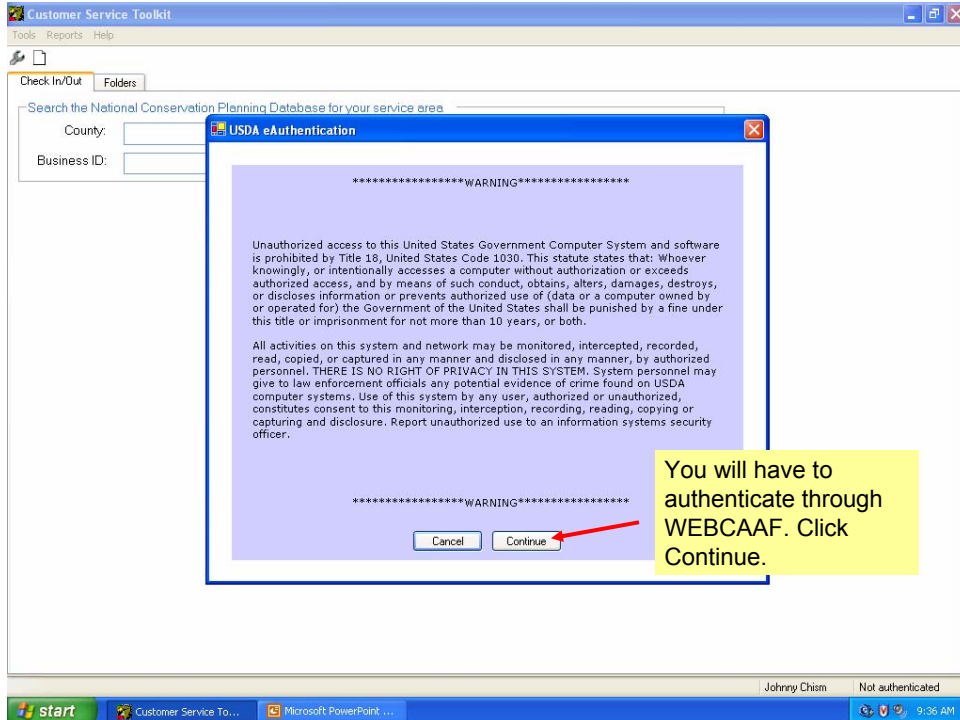 Customer Service Toolkit
Tools Reports Help
Check In/Out Folders
Search the National Conservation Planning Database for your service area
County:
Business ID:
USDA eAuthentication
*****************WARNING*****************
Unauthorized access to this United States Government Computer System and software
is prohibited by Title 18, United States Code 1030. This statute states that: Whoever
knowingly, or intentionally accesses a computer without authorization or exceeds
authorized access, and by means of such conduct, obtains, alters, damages, destroys,
or discloses information or prevents authorized use of (data or a computer owned by
or operated for) the Government of the United States shall be punished by a fine under
this title or imprisonment for not more than 10 years, or both.
All activities on this system and network may be monitored, intercepted, recorded,
read, copied, or captured in any manner and disclosed in any manner, by authorized
personnel. THERE IS NO RIGHT OF PRIVACY IN THIS SYSTEM. System personnel may
give to law enforcement officials any potential evidence of crime found on USDA
computer systems. Use of this system by any user, authorized or unauthorized,
constitutes consent to this monitoring, interception, recording, reading, copying or
capturing and disclosure. Report unauthorized use to an information systems security
officer.
*****************WARNING*****************
Cancel Continue
You will have to
authenticate through
WEBCAAF. Click
Continue.
Johnny Chism Not authenticated
start Customer Service To... Microsoft PowerPoint ... 9:36 AM